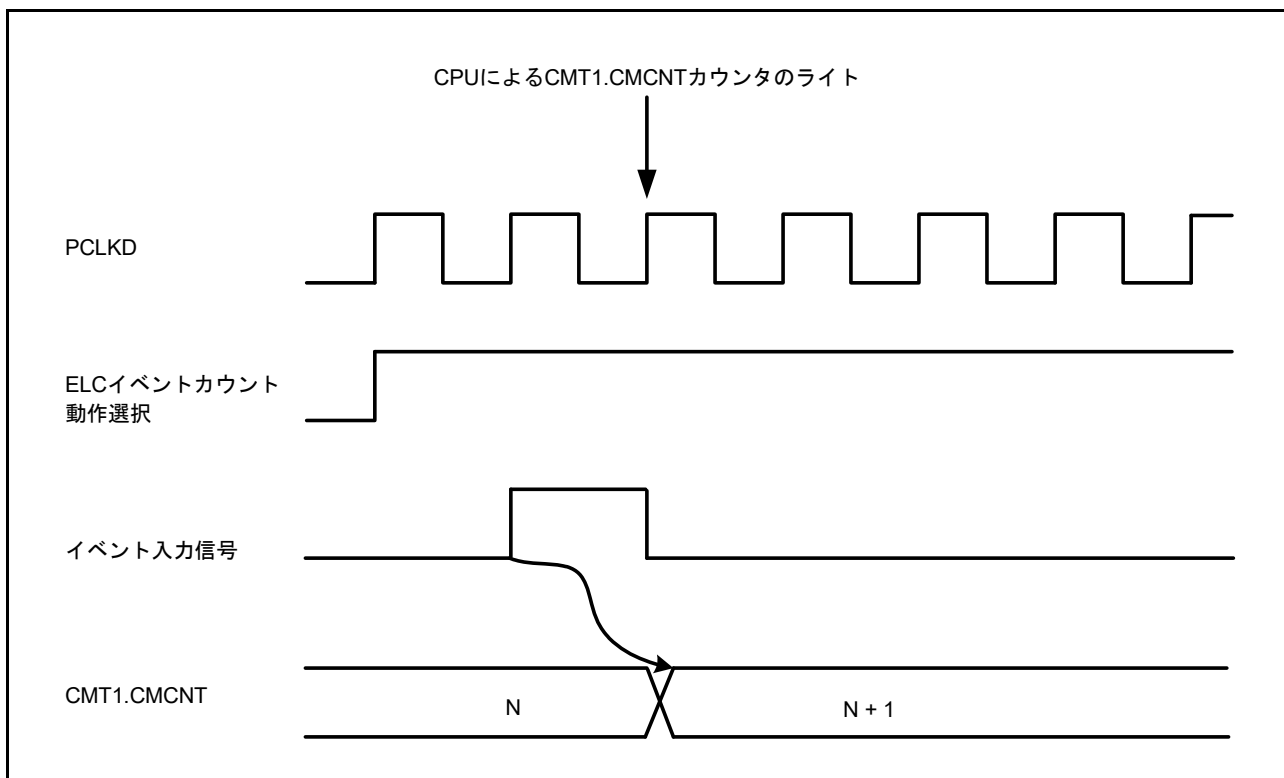 CPUによるCMT1.CMCNTカウンタのライト
PCLKD
ELCイベントカウント
動作選択
イベント入力信号
CMT1.CMCNT
N
N + 1